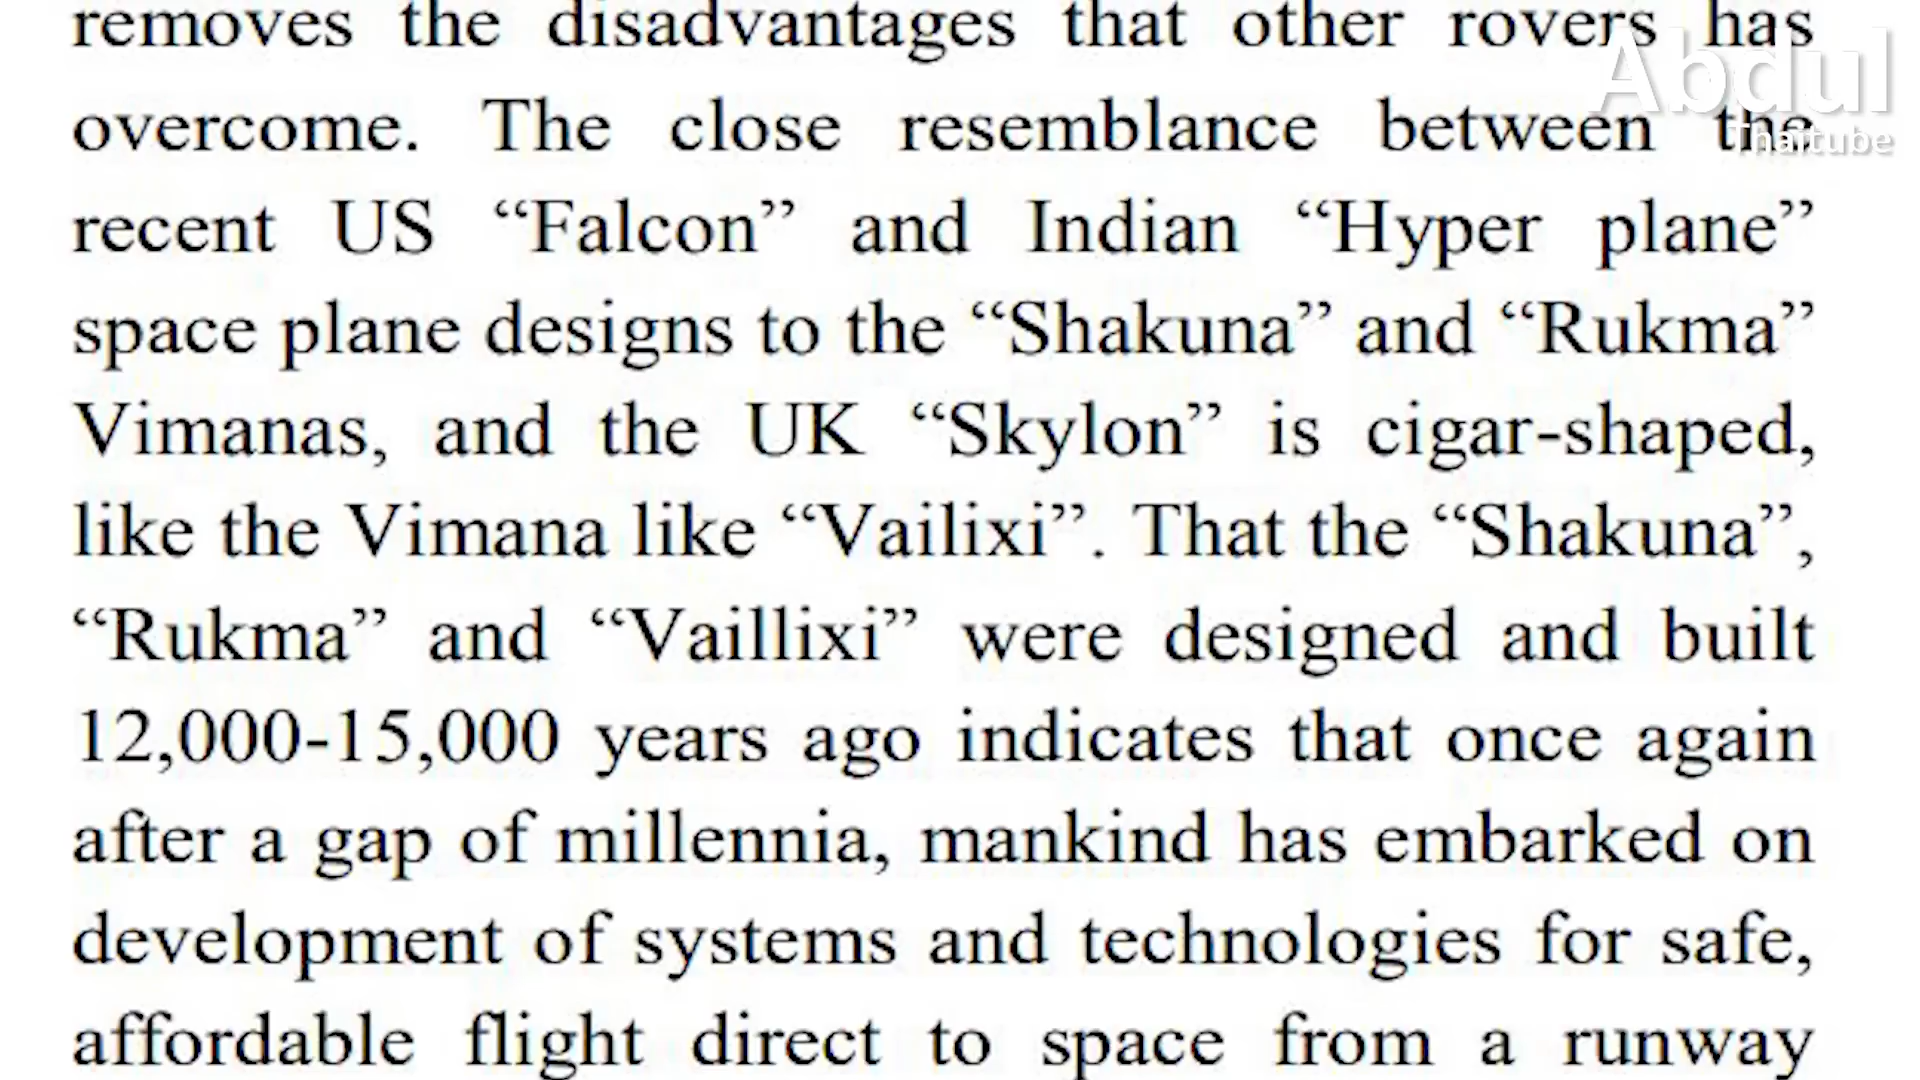 removes the disadvantages that other rovers has
overcome. The close resemblance between the
recent US “Falcon” and Indian “Hyper plane”
space plane designs to the “Shakuna” and “Rukma”
Vimanas, and the UK “Skylon” is cigar-shaped,
like the Vimana like “Vailixi”. That the “Shakuna”,
“Rukma” and “Vaillixi” were designed and built
12,000-15,000 years ago indicates that once again
after a gap of millennia, mankind has embarked on
development of systems and technologies for safe,
affordable flight direct to space from a runway
Abdul
Thaitube